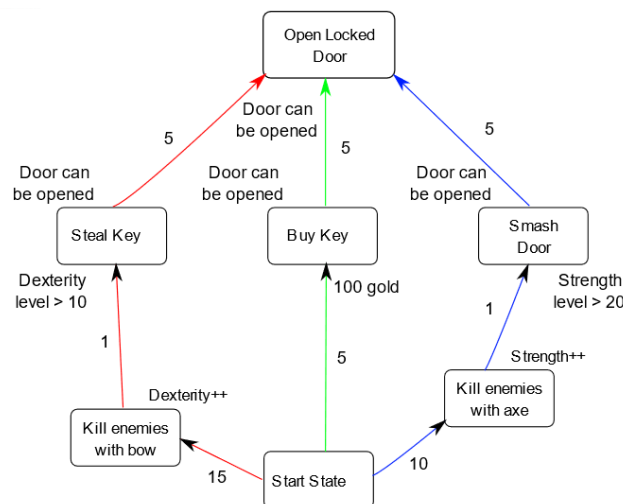 Open Locked
Door
Door can
be opened
5
5
5
Door can
be opened
Door can
be opened
Door can
be opened
Steal Key
Buy Key
Smash
Door
Dexterity
level > 10
100 gold
Strength
level > 20
1
5
1
Dexterity++
Strength++
Kill enemies
with bow
Kill enemies
with axe
15
Start State
10